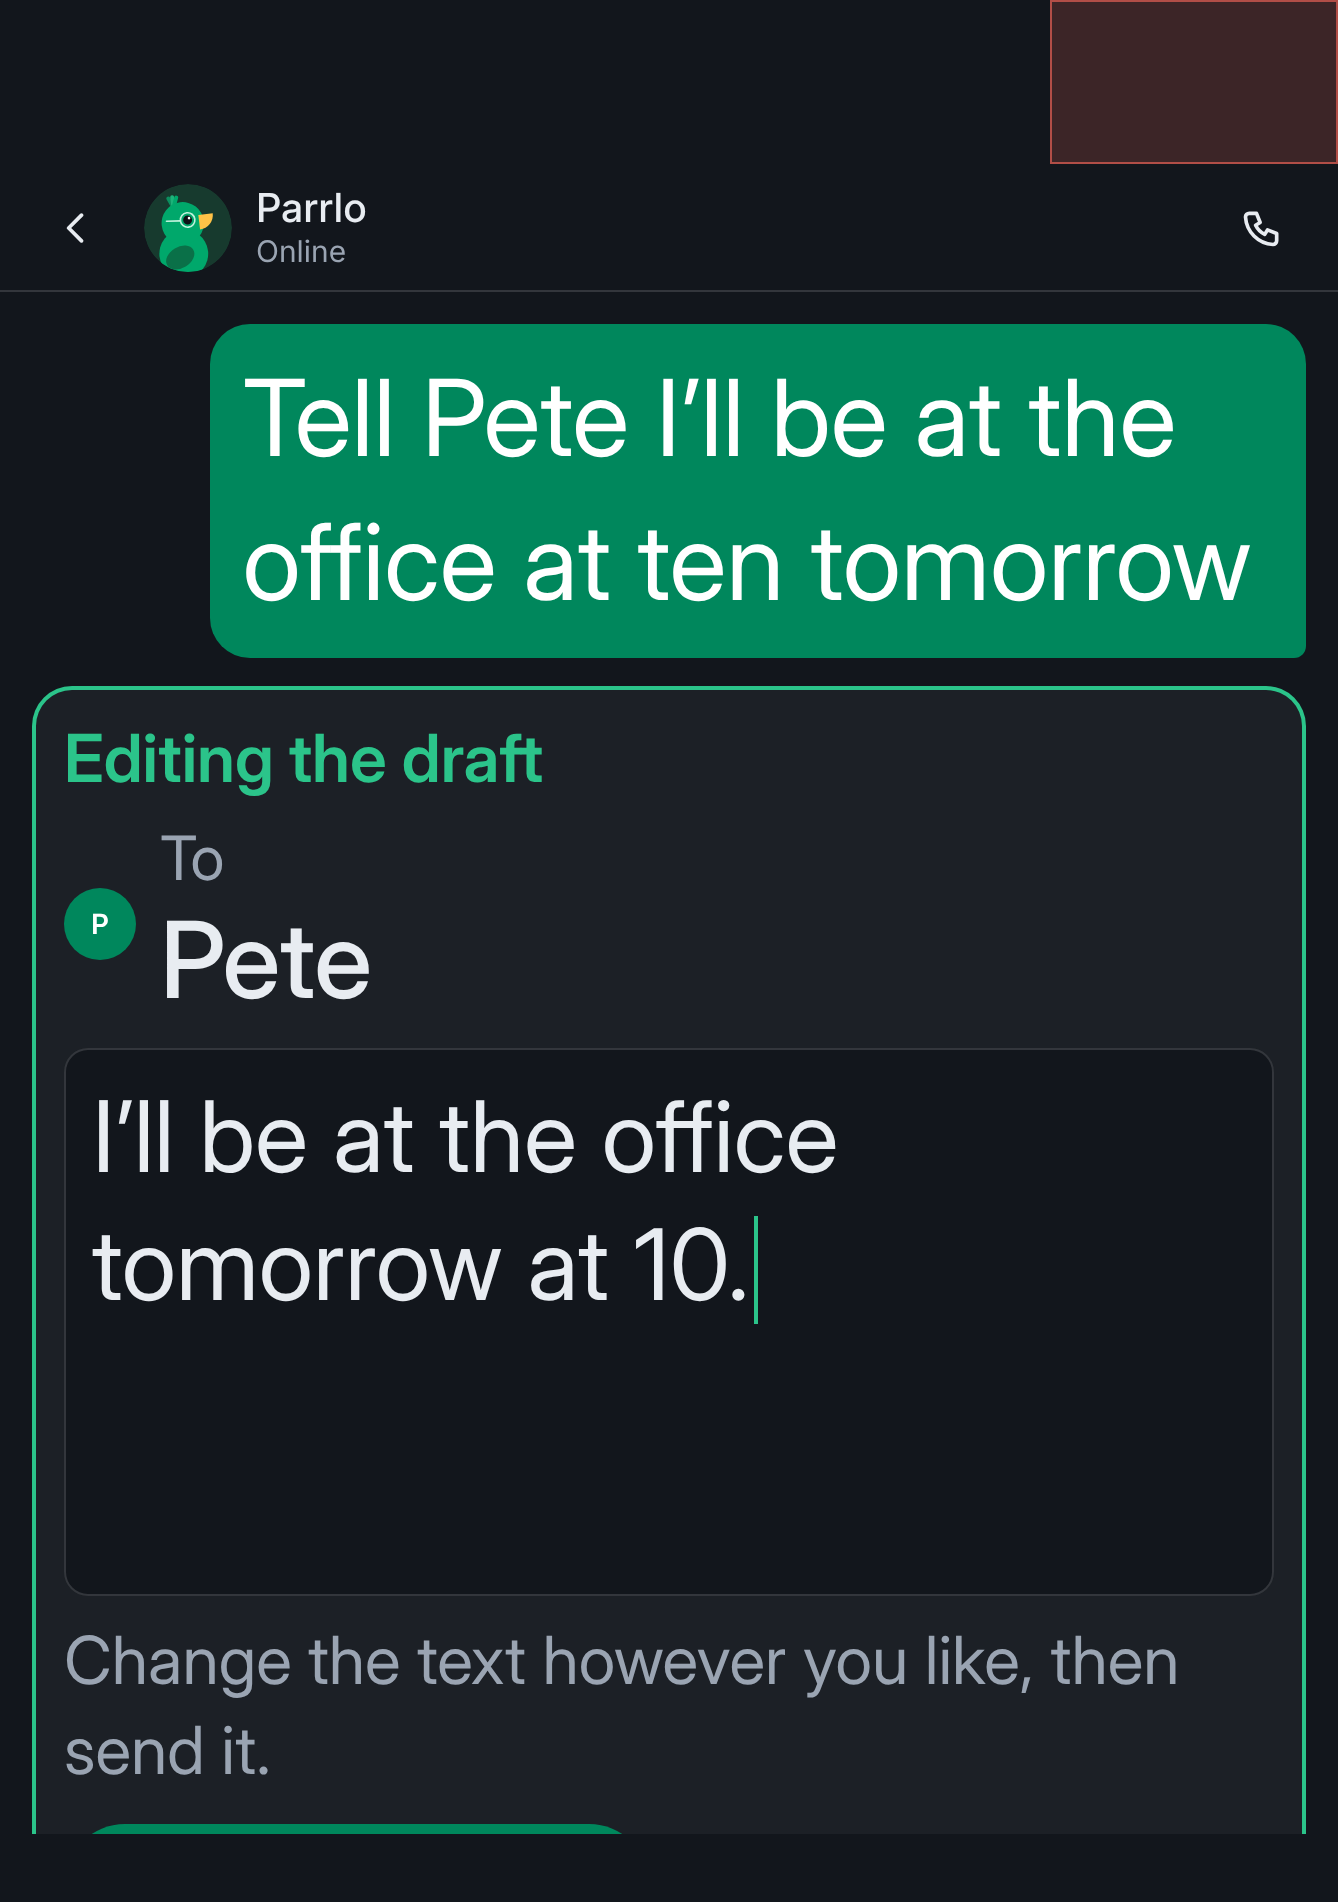 Parrlo
Online
Tell Pete I’ll be at the
office at ten tomorrow
Editing the draft
To
P
Pete
I’ll be at the office
tomorrow at 10.
Change the text however you like, then
send it.